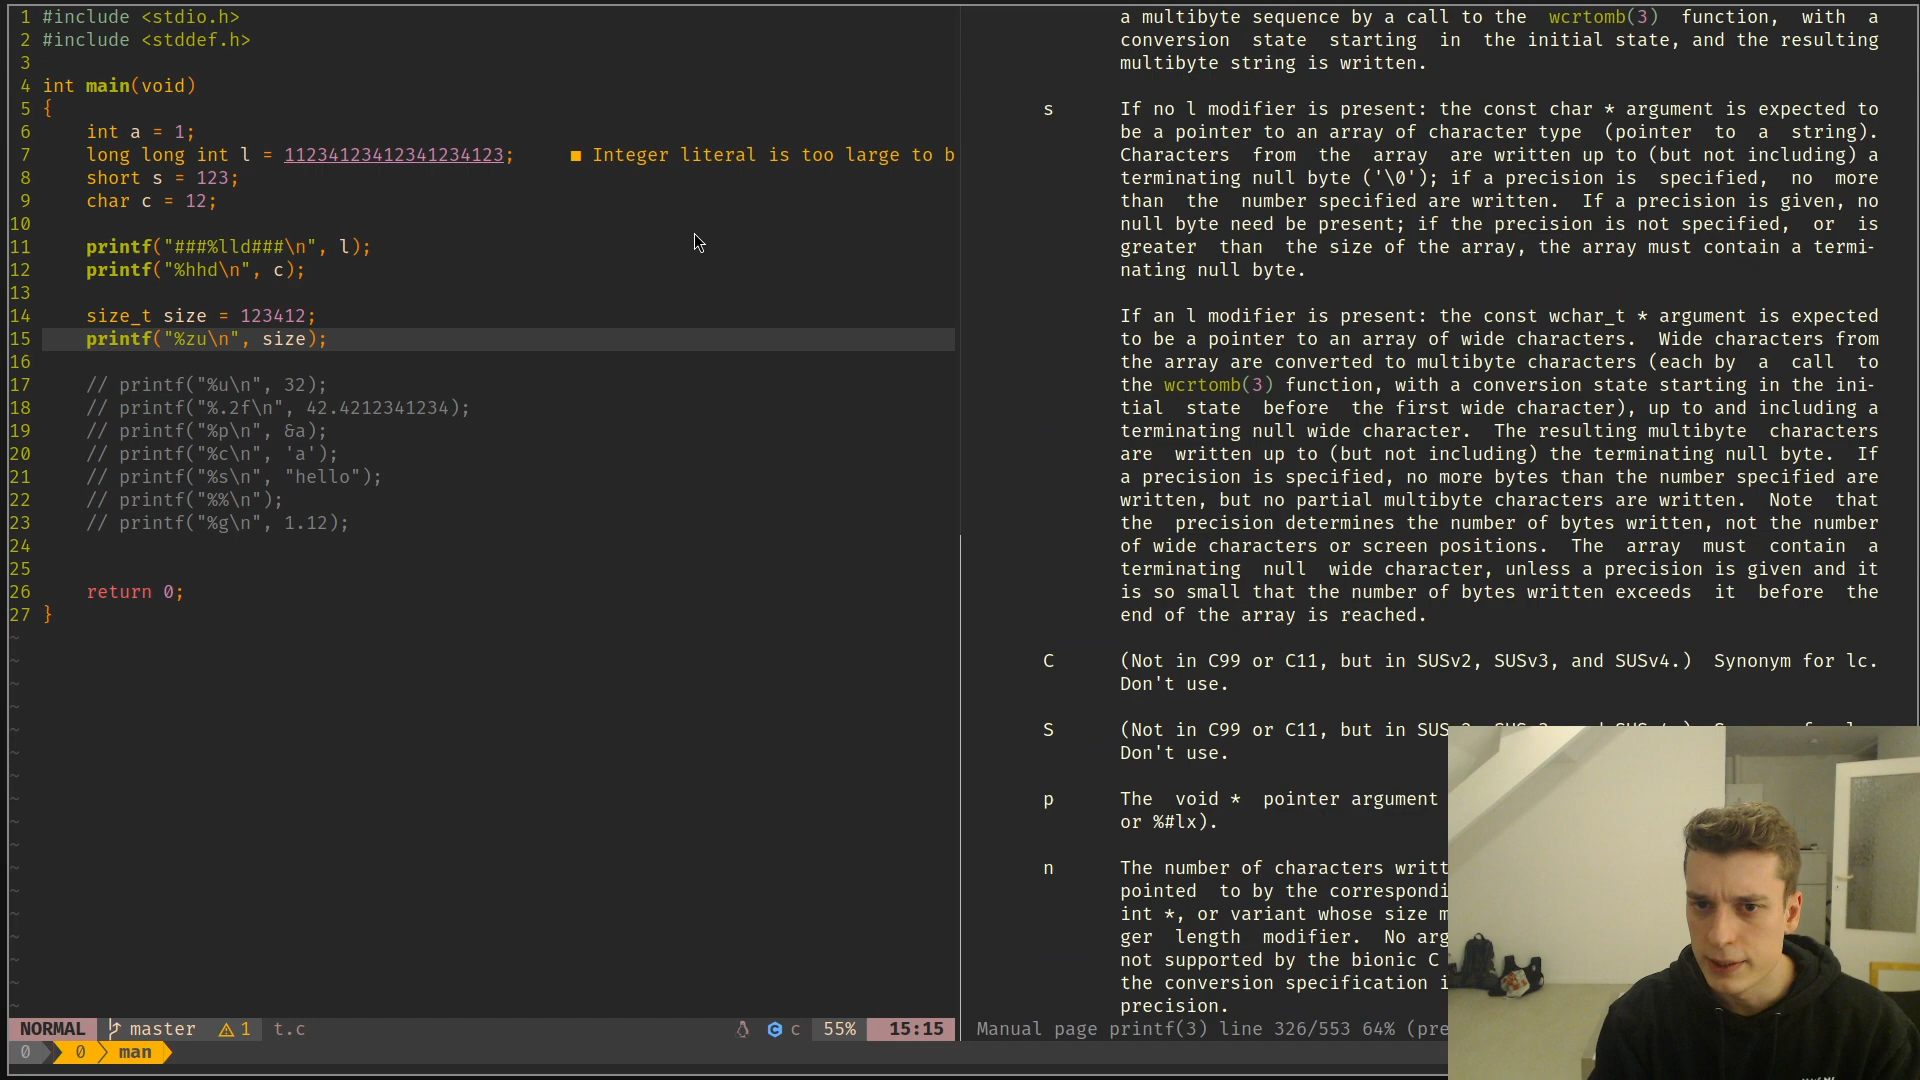 1 #include <stdio.h>
2 #include <stddef.h>
3
4 int main(void)
5 {
6     int a = 1;
7     long long int l = 11234123412341234123;     ■ Integer literal is too large to b
8     short s = 123;
9     char c = 12;
10
11     printf("###%lld###\n", l);
12     printf("%hhd\n", c);
13
14     size_t size = 123412;
15     printf("%zu\n", size);
16
17     // printf("%u\n", 32);
18     // printf("%.2f\n", 42.4212341234);
19     // printf("%p\n", &a);
20     // printf("%c\n", 'a');
21     // printf("%s\n", "hello");
22     // printf("%%\n");
23     // printf("%g\n", 1.12);
24
25
26     return 0;
27 }
NORMAL master ⚠ 1 t.c c 55% 15:15
0 0 man
a multibyte sequence by a call to the wcrtomb(3) function, with a
conversion state starting in the initial state, and the resulting
multibyte string is written.
s If no l modifier is present: the const char * argument is expected to
be a pointer to an array of character type (pointer to a string).
Characters from the array are written up to (but not including) a
terminating null byte ('\0'); if a precision is specified, no more
than the number specified are written. If a precision is given, no
null byte need be present; if the precision is not specified, or is
greater than the size of the array, the array must contain a termi-
nating null byte.
If an l modifier is present: the const wchar_t * argument is expected
to be a pointer to an array of wide characters. Wide characters from
the array are converted to multibyte characters (each by a call to
the wcrtomb(3) function, with a conversion state starting in the ini-
tial state before the first wide character), up to and including a
terminating null wide character. The resulting multibyte characters
are written up to (but not including) the terminating null byte. If
a precision is specified, no more bytes than the number specified are
written, but no partial multibyte characters are written. Note that
the precision determines the number of bytes written, not the number
of wide characters or screen positions. The array must contain a
terminating null wide character, unless a precision is given and it
is so small that the number of bytes written exceeds it before the
end of the array is reached.
C (Not in C99 or C11, but in SUSv2, SUSv3, and SUSv4.) Synonym for lc.
Don't use.
S (Not in C99 or C11, but in SUS
Don't use.
p The void * pointer argument
or %#lx).
n The number of characters writt
pointed to by the correspondi
int *, or variant whose size m
ger length modifier. No arg
not supported by the bionic C
the conversion specification i
precision.
Manual page printf(3) line 326/553 64% (pre